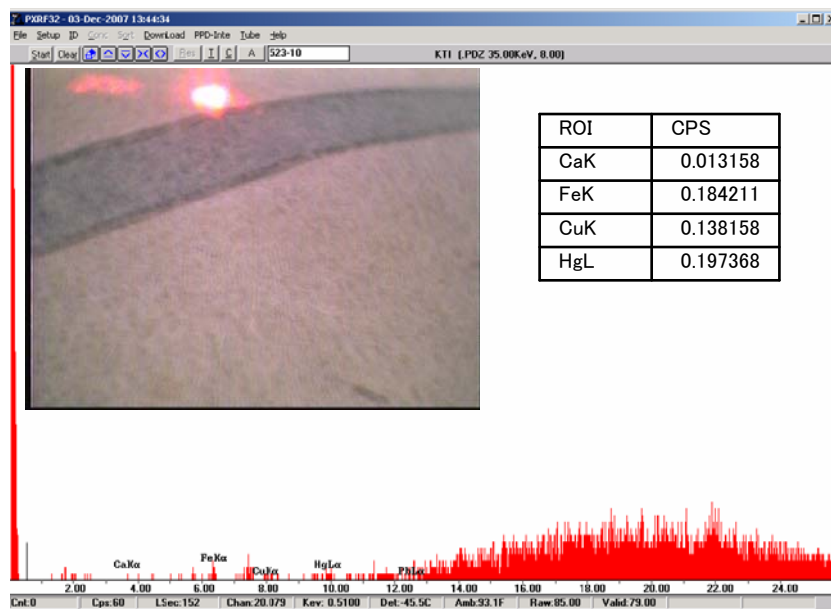 PXRF32 - 03-Dec-2007 13:44:34
File Setup ID Conc Sort DownLoad PPD-Inte Tube Help
Start Clear Res I C A 523-10 KTI (.PDZ 35.00KeV, 8.00)
ROI CPS
CaK 0.013158
FeK 0.184211
CuK 0.138158
HgL 0.197368
CaKα FeKα CuKα HgLα PbLα
2.00 4.00 6.00 8.00 10.00 12.00 14.00 16.00 18.00 20.00 22.00 24.00
Cnt:0 Cps:60 LSec:152 Chan:20.079 Kev: 0.5100 Det:-45.5C Amb:93.1F Raw:85.00 Valid:79.00